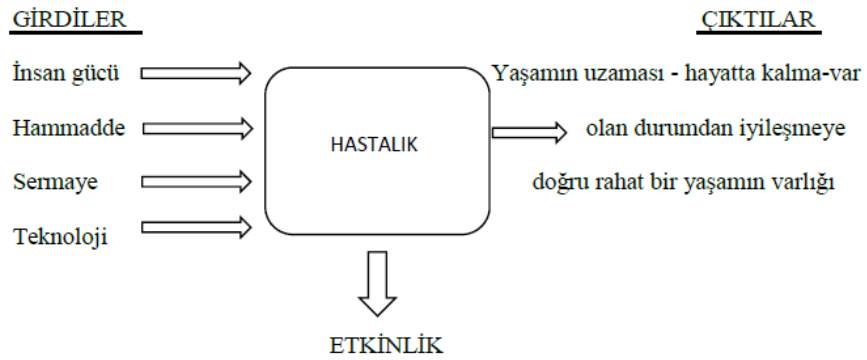 GİRDİLER
ÇIKTILAR
İnsan gücü
Yaşamın uzaması - hayatta kalma-var
Hammadde
olan durumdan iyileşmeye
HASTALIK
Sermaye
doğru rahat bir yaşamın varlığı
Teknoloji
ETKİNLİK